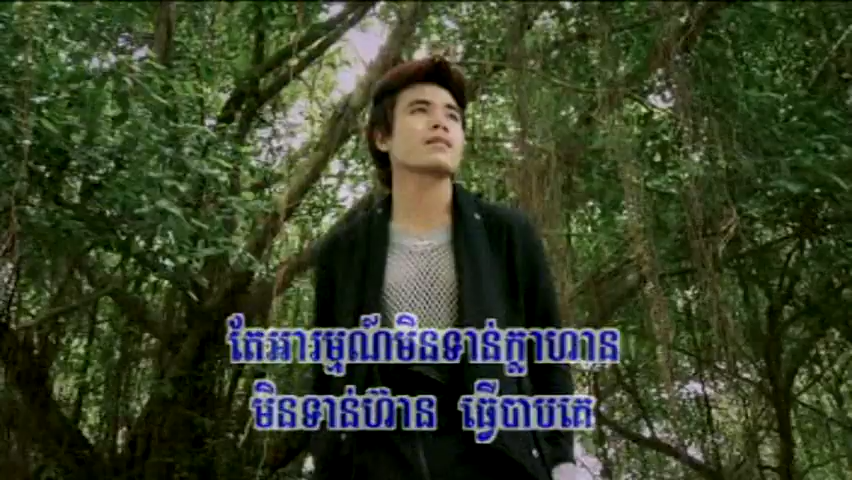 តែអារម្មណ៍មិនទាន់ក្លាហាន
មិនទាន់ហ៊ាន ធ្វើបាបគេ